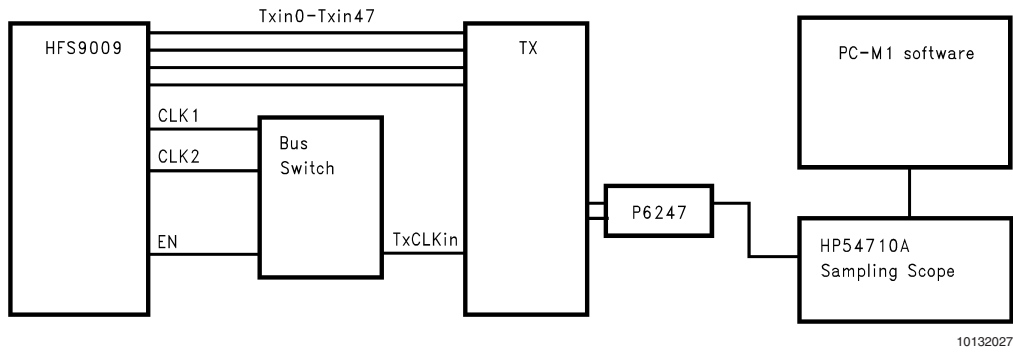 Txin0-Txin47
HFS9009
TX
PC-M1 software
CLK1
CLK2
Bus
Switch
EN
TxCLKin
P6247
HP54710A
Sampling Scope
10132027